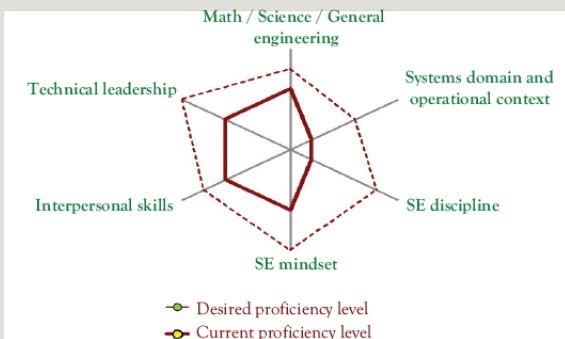 Math / Science / General
engineering
Technical leadership
Systems domain and
operational context
Interpersonal skills
SE discipline
SE mindset
Desired proficiency level
Current proficiency level